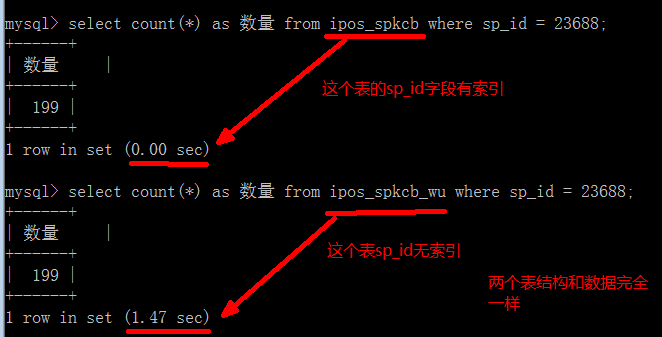 mysql> select count(*) as 数量 from ipos_spkcb where sp_id = 23688;
+------+
| 数量 |
+------+
| 199 |
+------+
1 row in set (0.00 sec)
这个表的sp_id字段有索引
mysql> select count(*) as 数量 from ipos_spkcb_wu where sp_id = 23688;
+------+
| 数量 |
+------+
| 199 |
+------+
1 row in set (1.47 sec)
这个表sp_id无索引
两个表结构和数据完全
一样